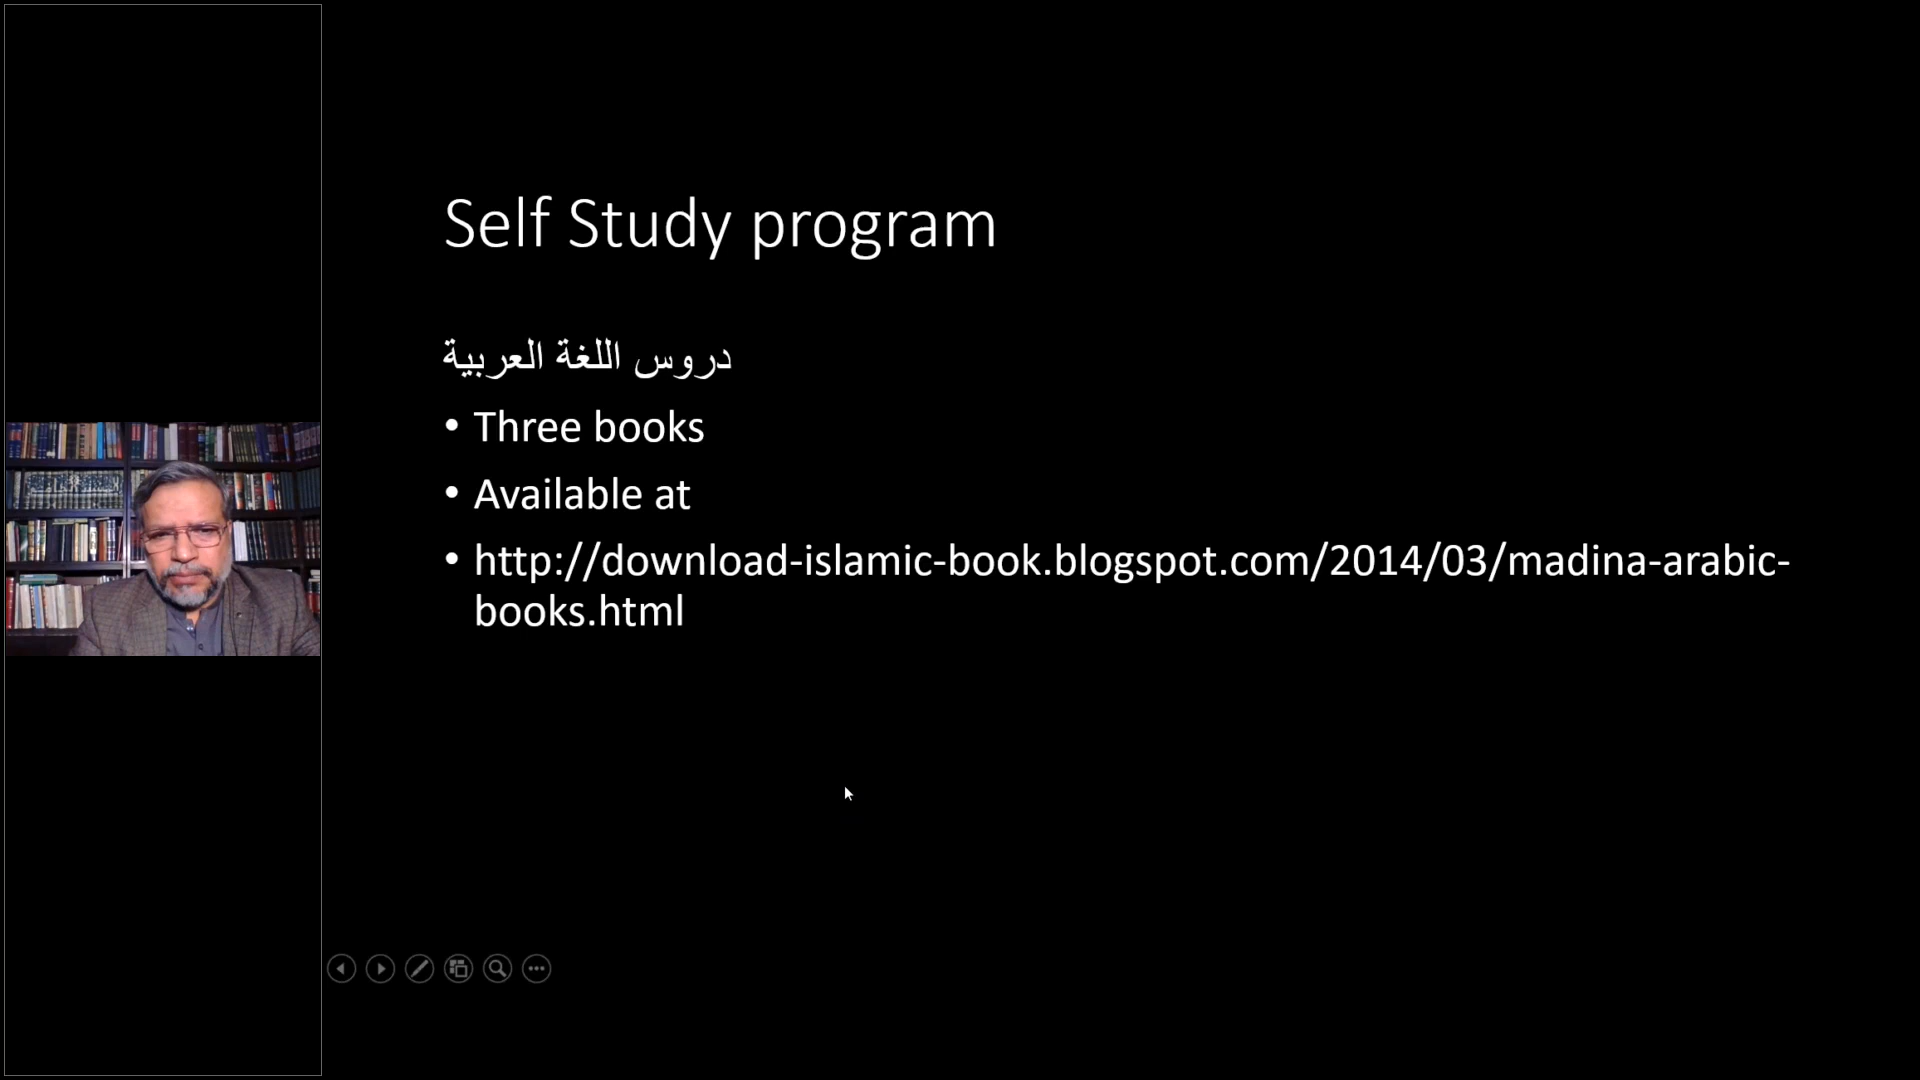 Self Study program
دروس اللغة العربية
• Three books
• Available at
• http://download-islamic-book.blogspot.com/2014/03/madina-arabic-
books.html